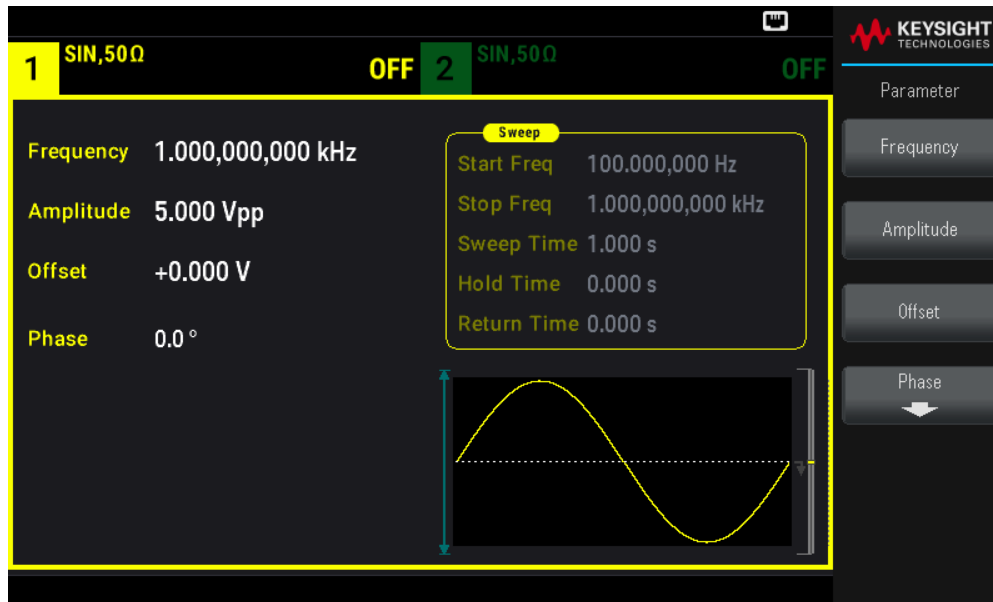 KEYSIGHT
TECHNOLOGIES
1 SIN,50Ω OFF 2 SIN,50Ω OFF
Parameter
Frequency 1.000,000,000 kHz
Amplitude 5.000 Vpp
Offset +0.000 V
Phase 0.0 °
Sweep
Start Freq 100.000,000 Hz
Stop Freq 1.000,000,000 kHz
Sweep Time 1.000 s
Hold Time 0.000 s
Return Time 0.000 s
Frequency
Amplitude
Offset
Phase